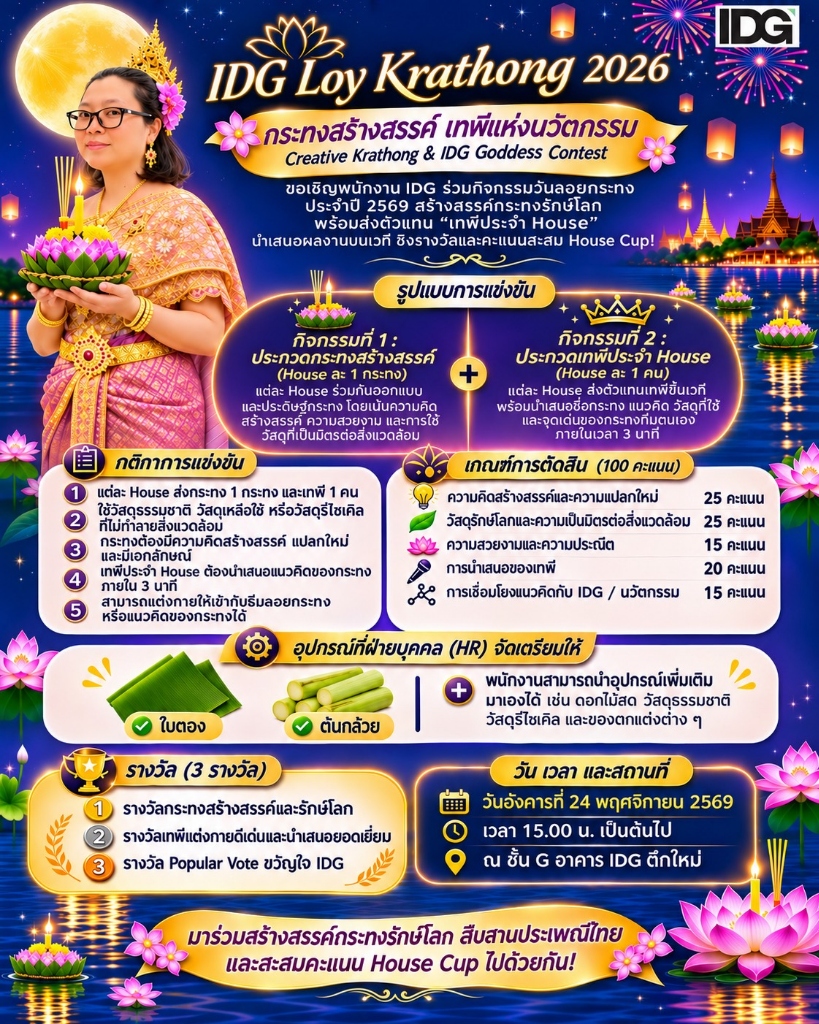 IDG
IDG Loy Krathong 2026
กระทงสร้างสรรค์ เทพีแห่งนวัตกรรม
Creative Krathong & IDG Goddess Contest
ขอเชิญพนักงาน IDG ร่วมกิจกรรมวันลอยกระทง
ประจำปี 2569 สร้างสรรค์กระทงรักษ์โลก
พร้อมส่งตัวแทน “เทพีประจำ House”
นำเสนอผลงานบนเวที ชิงรางวัลและคะแนนสะสม House Cup!
รูปแบบการแข่งขัน
กิจกรรมที่ 1 :
ประกวดกระทงสร้างสรรค์
(House ละ 1 กระทง)
แต่ละ House ร่วมกันออกแบบ
และประดิษฐ์กระทง โดยเน้นความคิด
สร้างสรรค์ ความสวยงาม และการใช้
วัสดุที่เป็นมิตรต่อสิ่งแวดล้อม
+
กิจกรรมที่ 2 :
ประกวดเทพีประจำ House
(House ละ 1 คน)
แต่ละ House ส่งตัวแทนเทพีขึ้นเวที
พร้อมนำเสนอชื่อกระทง แนวคิด วัสดุที่ใช้
และจุดเด่นของกระทงทีมตนเอง
ภายในเวลา 3 นาที
กติกาการแข่งขัน
1 แต่ละ House ส่งกระทง 1 กระทง และเทพี 1 คน
2 ใช้วัสดุธรรมชาติ วัสดุเหลือใช้ หรือวัสดุรีไซเคิล
ที่ไม่ทำลายสิ่งแวดล้อม
3 กระทงต้องมีความคิดสร้างสรรค์ แปลกใหม่
และมีเอกลักษณ์
4 เทพีประจำ House ต้องนำเสนอแนวคิดของกระทง
ภายใน 3 นาที
5 สามารถแต่งกายให้เข้ากับธีมลอยกระทง
หรือแนวคิดของกระทงได้
เกณฑ์การตัดสิน (100 คะแนน)
ความคิดสร้างสรรค์และความแปลกใหม่ 25 คะแนน
วัสดุรักษ์โลกและความเป็นมิตรต่อสิ่งแวดล้อม 25 คะแนน
ความสวยงามและความประณีต 15 คะแนน
การนำเสนอของเทพี 20 คะแนน
การเชื่อมโยงแนวคิดกับ IDG / นวัตกรรม 15 คะแนน
อุปกรณ์ที่ฝ่ายบุคคล (HR) จัดเตรียมให้
ใบตอง
ต้นกล้วย
+ พนักงานสามารถนำอุปกรณ์เพิ่มเติม
มาเองได้ เช่น ดอกไม้สด วัสดุธรรมชาติ
วัสดุรีไซเคิล และของตกแต่งต่าง ๆ
รางวัล (3 รางวัล)
1 รางวัลกระทงสร้างสรรค์และรักษ์โลก
2 รางวัลเทพีแต่งกายดีเด่นและนำเสนอยอดเยี่ยม
3 รางวัล Popular Vote ขวัญใจ IDG
วัน เวลา และสถานที่
วันอังคารที่ 24 พฤศจิกายน 2569
เวลา 15.00 น. เป็นต้นไป
ณ ชั้น G อาคาร IDG ตึกใหม่
มาร่วมสร้างสรรค์กระทงรักษ์โลก สืบสานประเพณีไทย
และสะสมคะแนน House Cup ไปด้วยกัน!